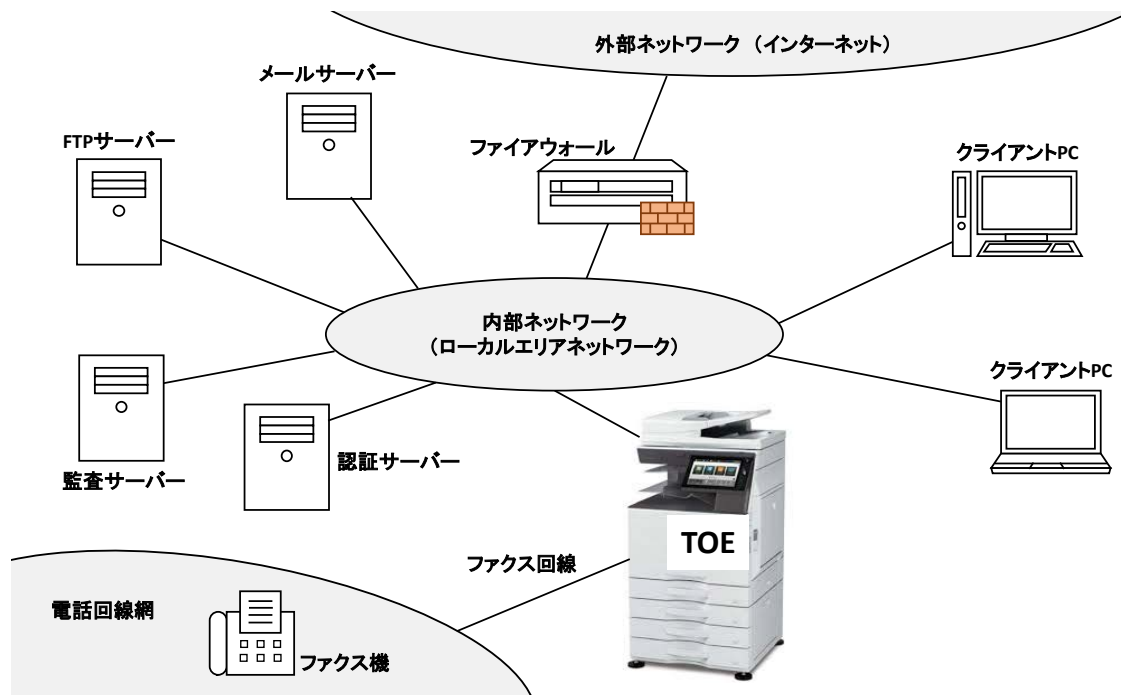 外部ネットワーク（インターネット）
メールサーバー
FTPサーバー
ファイアウォール
クライアントPC
内部ネットワーク
（ローカルエリアネットワーク）
クライアントPC
監査サーバー
認証サーバー
TOE
ファクス回線
電話回線網
ファクス機